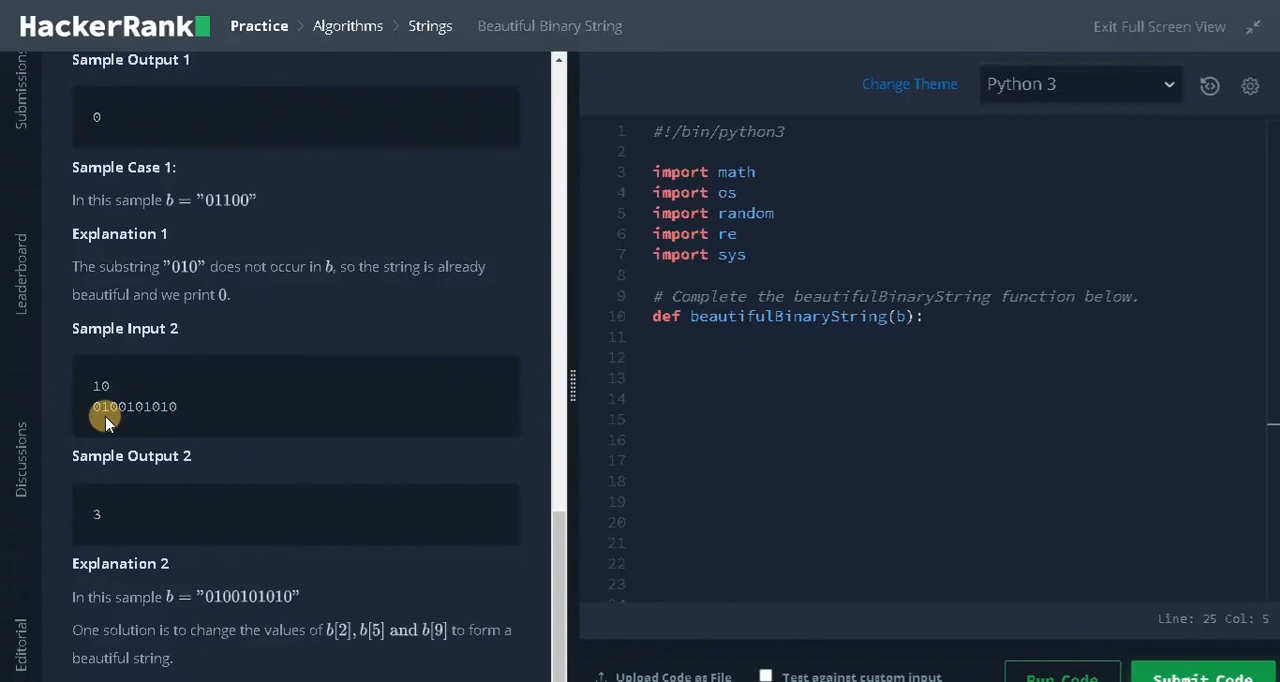 HackerRank Practice > Algorithms > Strings Beautiful Binary String Exit Full Screen View
Submissions
Leaderboard
Discussions
Editorial
Sample Output 1
0
Sample Case 1:
In this sample b = "01100"
Explanation 1
The substring "010" does not occur in b, so the string is already
beautiful and we print 0.
Sample Input 2
10
0100101010
Sample Output 2
3
Explanation 2
In this sample b = "0100101010"
One solution is to change the values of b[2], b[5] and b[9] to form a
beautiful string.
Change Theme Python 3
1 #!/bin/python3
2
3 import math
4 import os
5 import random
6 import re
7 import sys
8
9 # Complete the beautifulBinaryString function below.
10 def beautifulBinaryString(b):
11
12
13
14
15
16
17
18
19
20
21
22
23
Line: 25 Col: 5
Upload Code as File Test against custom input Run Code Submit Code